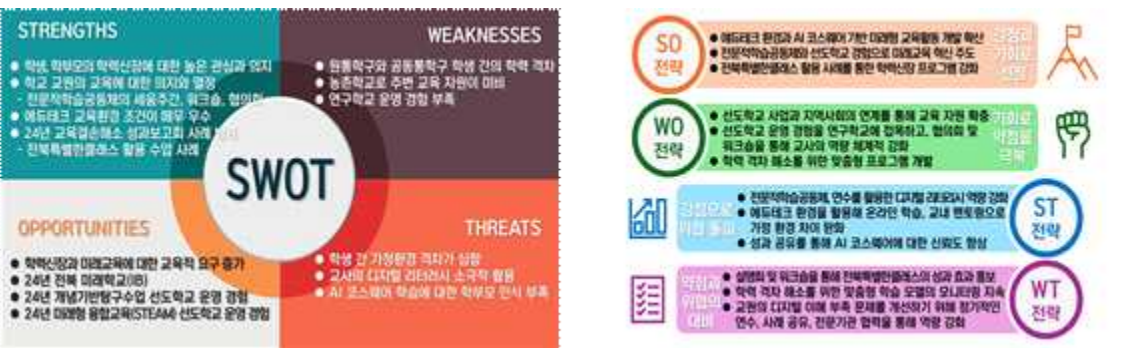 STRENGTHS
● 학생, 학부모의 학력신장에 대한 높은 관심과 의지
● 학교 교원의 교육에 대한 의지와 열정
- 전문적학습공동체의 세움주간, 워크숍, 협의회
● 에듀테크 교육환경 조건이 매우 우수
● 24년 교육결손해소 성과보고회 사례
- 전북특별한클래스 활용 수업 사례
WEAKNESSES
● 원통학구와 공동통학구 학생 간의 학력 격차
● 농촌학교로 주변 교육 자원이 미비
● 연구학교 운영 경험 부족
SWOT
OPPORTUNITIES
● 학력신장과 미래교육에 대한 교육적 요구 증가
● 24년 전북 미래학교(IB)
● 24년 개념기반탐구수업 선도학교 운영 경험
● 24년 미래형 융합교육(STEAM) 선도학교 운영 경험
THREATS
● 학생 간 가정환경 격차가 심함
● 교사의 디지털 리터러시 소극적 활용
● AI 코스웨어 학습에 대한 학부모 인식 부족
SO
전략
● 에듀테크 환경과 AI 코스웨어 기반 미래형 교육활동 개발 확산
● 전문적학습공동체와 선도학교 경험으로 미래교육 혁신 주도
● 전북특별한클래스 활용 사례를 통한 학력신장 프로그램 강화
강점과
기회로
WO
전략
● 선도학교 사업과 지역사회의 연계를 통해 교육 자원 확충
● 선도학교 운영 경험을 연구학교에 접목하고, 협의회 및
워크숍을 통해 교사의 역량 체계적 강화
● 학력 격차 해소를 위한 맞춤형 프로그램 개발
기회로
약점을
극복
ST
전략
● 전문적학습공동체, 연수를 활용한 디지털 리터러시 역량 강화
● 에듀테크 환경을 활용해 온라인 학습, 교내 멘토링으로
가정 환경 차이 완화
● 성과 공유를 통해 AI 코스웨어에 대한 신뢰도 향상
강점으로
위협
WT
전략
● 설명회 및 워크숍을 통해 전북특별한클래스의 성과 효과 홍보
● 학력 격차 해소를 위한 맞춤형 학습 모델의 모니터링 지속
● 교원의 디지털 이해 부족 문제를 개선하기 위해 정기적인
연수, 사례 공유, 전문기관 협력을 통해 역량 강화
약점과
위협의
대비